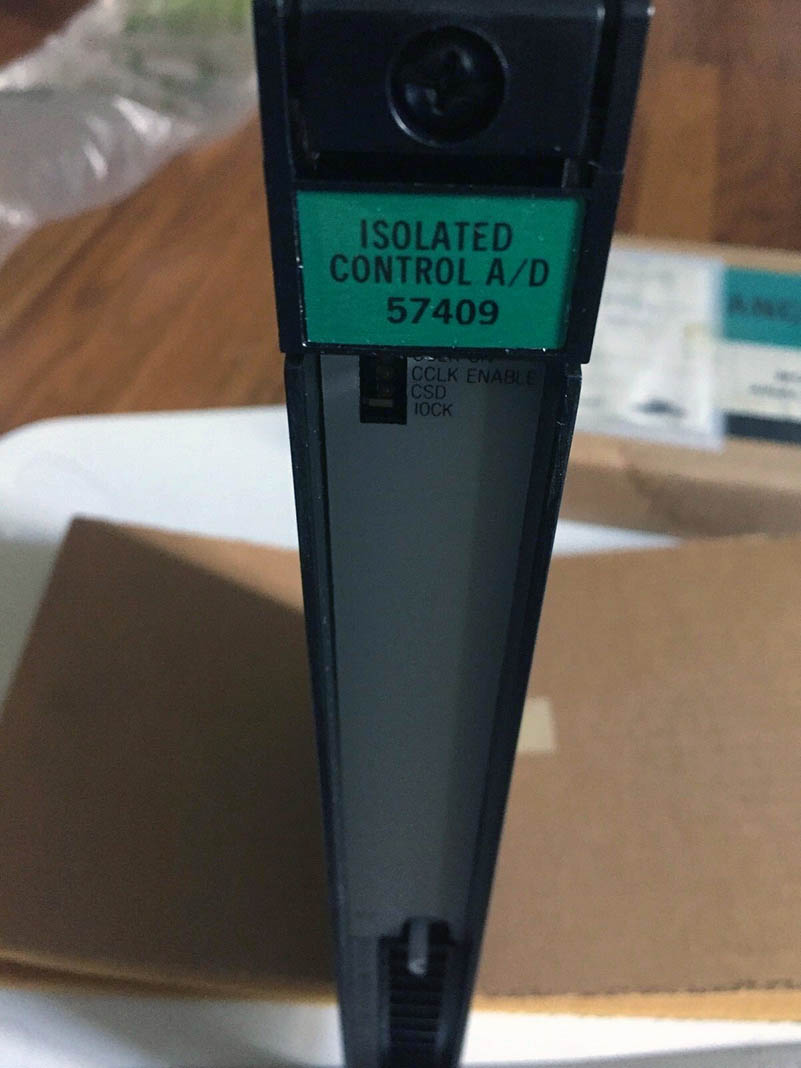 ISOLATED
CONTROL A/D
57409
CCLK ENABLE
CSD
IOCK